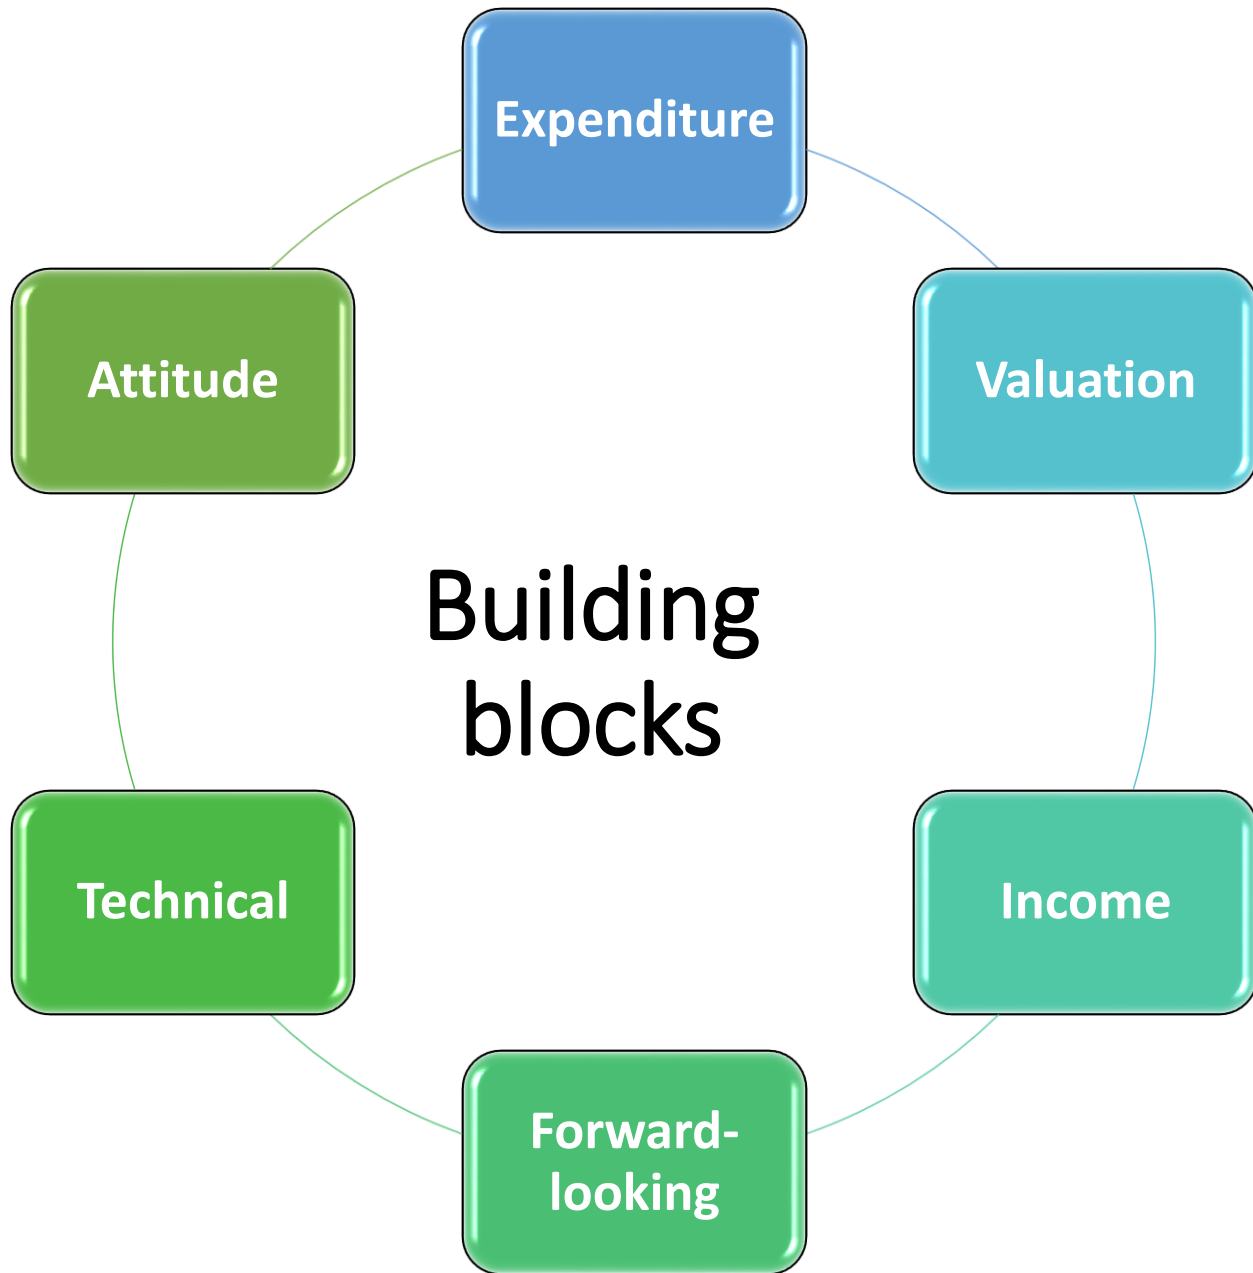 Expenditure
Attitude
Valuation
Building
blocks
Technical
Income
Forward-
looking